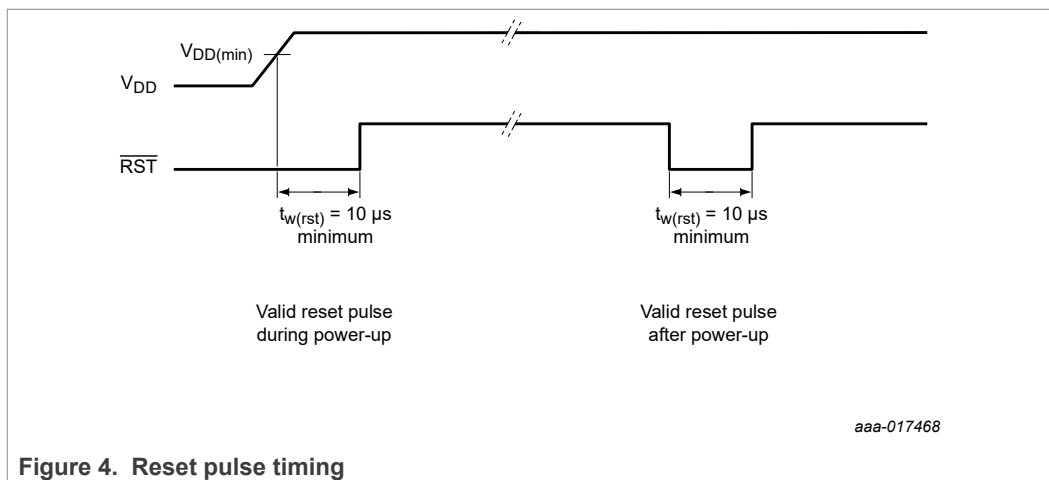 VDD(min)
VDD
RST
tw(rst) = 10 µs
minimum
tw(rst) = 10 µs
minimum
Valid reset pulse
during power-up
Valid reset pulse
after power-up
aaa-017468
Figure 4. Reset pulse timing